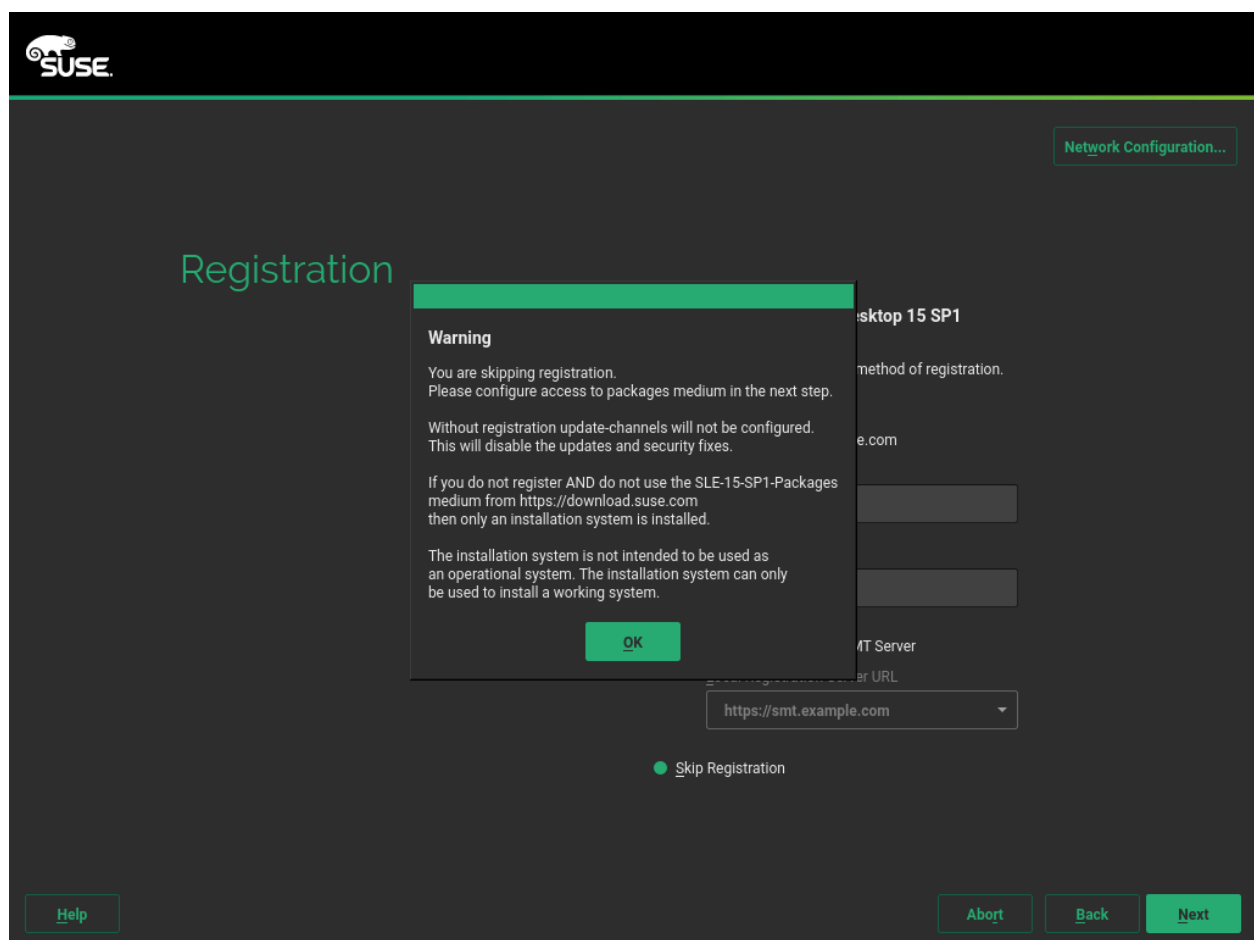 SUSE.
Network Configuration...
Registration
esktop 15 SP1
method of registration.
e.com
Warning
You are skipping registration.
Please configure access to packages medium in the next step.
Without registration update-channels will not be configured.
This will disable the updates and security fixes.
If you do not register AND do not use the SLE-15-SP1-Packages
medium from https://download.suse.com
then only an installation system is installed.
The installation system is not intended to be used as
an operational system. The installation system can only
be used to install a working system.
OK
MT Server
er URL
https://smt.example.com
Skip Registration
Help
Abort
Back
Next